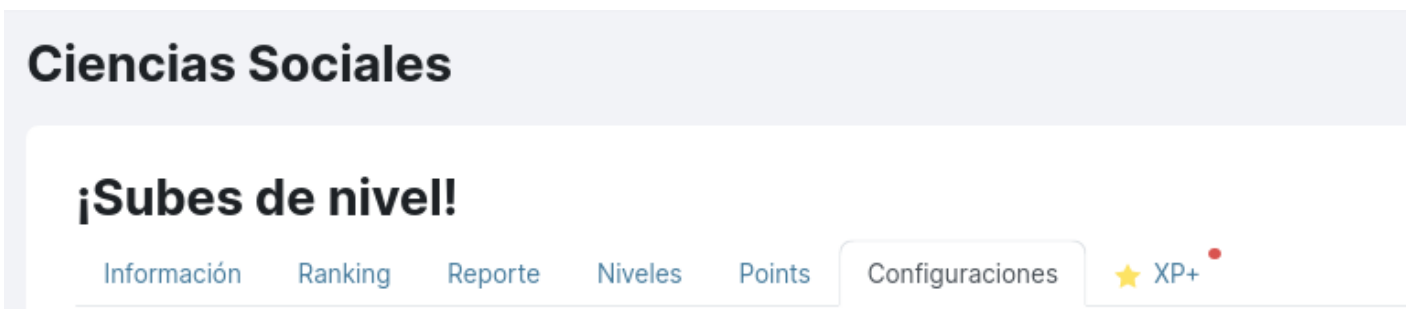 Ciencias Sociales
¡Subes de nivel!
Información Ranking Reporte Niveles Points Configuraciones XP+